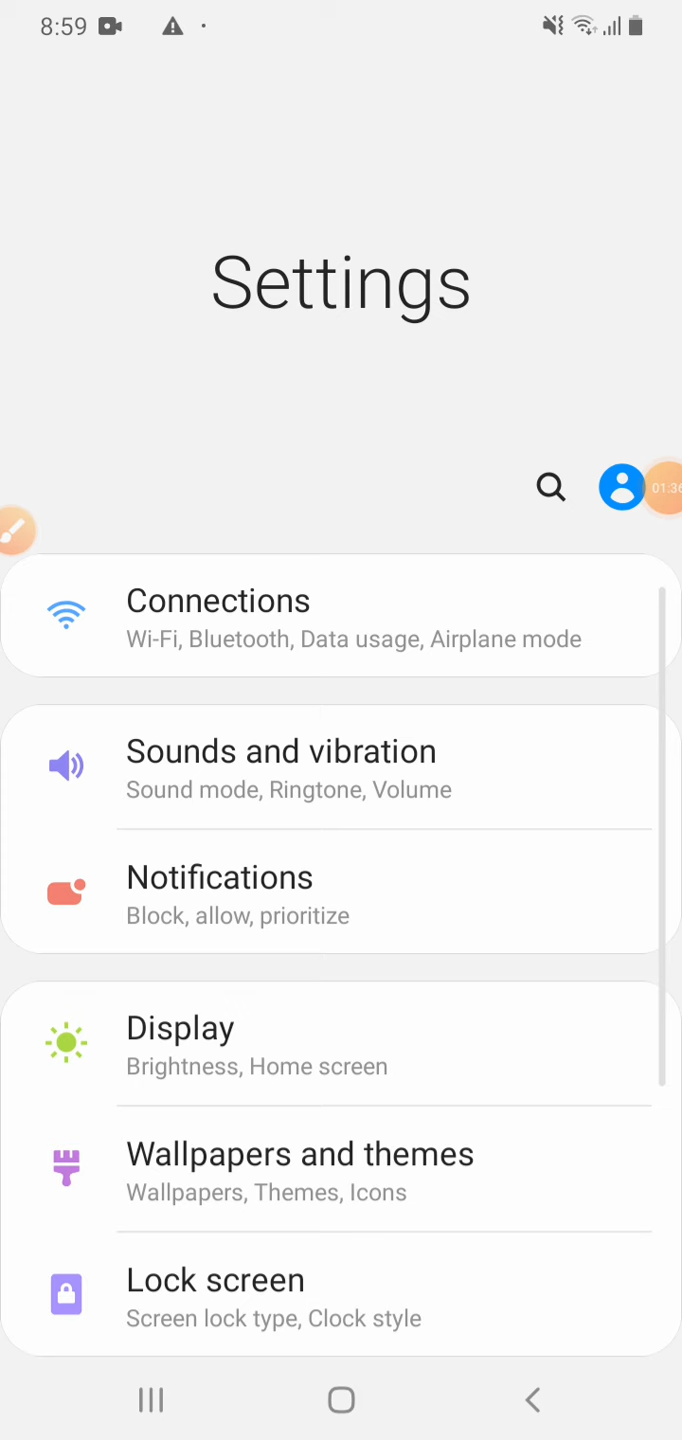 8:59
Settings
01:36
Connections
Wi-Fi, Bluetooth, Data usage, Airplane mode
Sounds and vibration
Sound mode, Ringtone, Volume
Notifications
Block, allow, prioritize
Display
Brightness, Home screen
Wallpapers and themes
Wallpapers, Themes, Icons
Lock screen
Screen lock type, Clock style